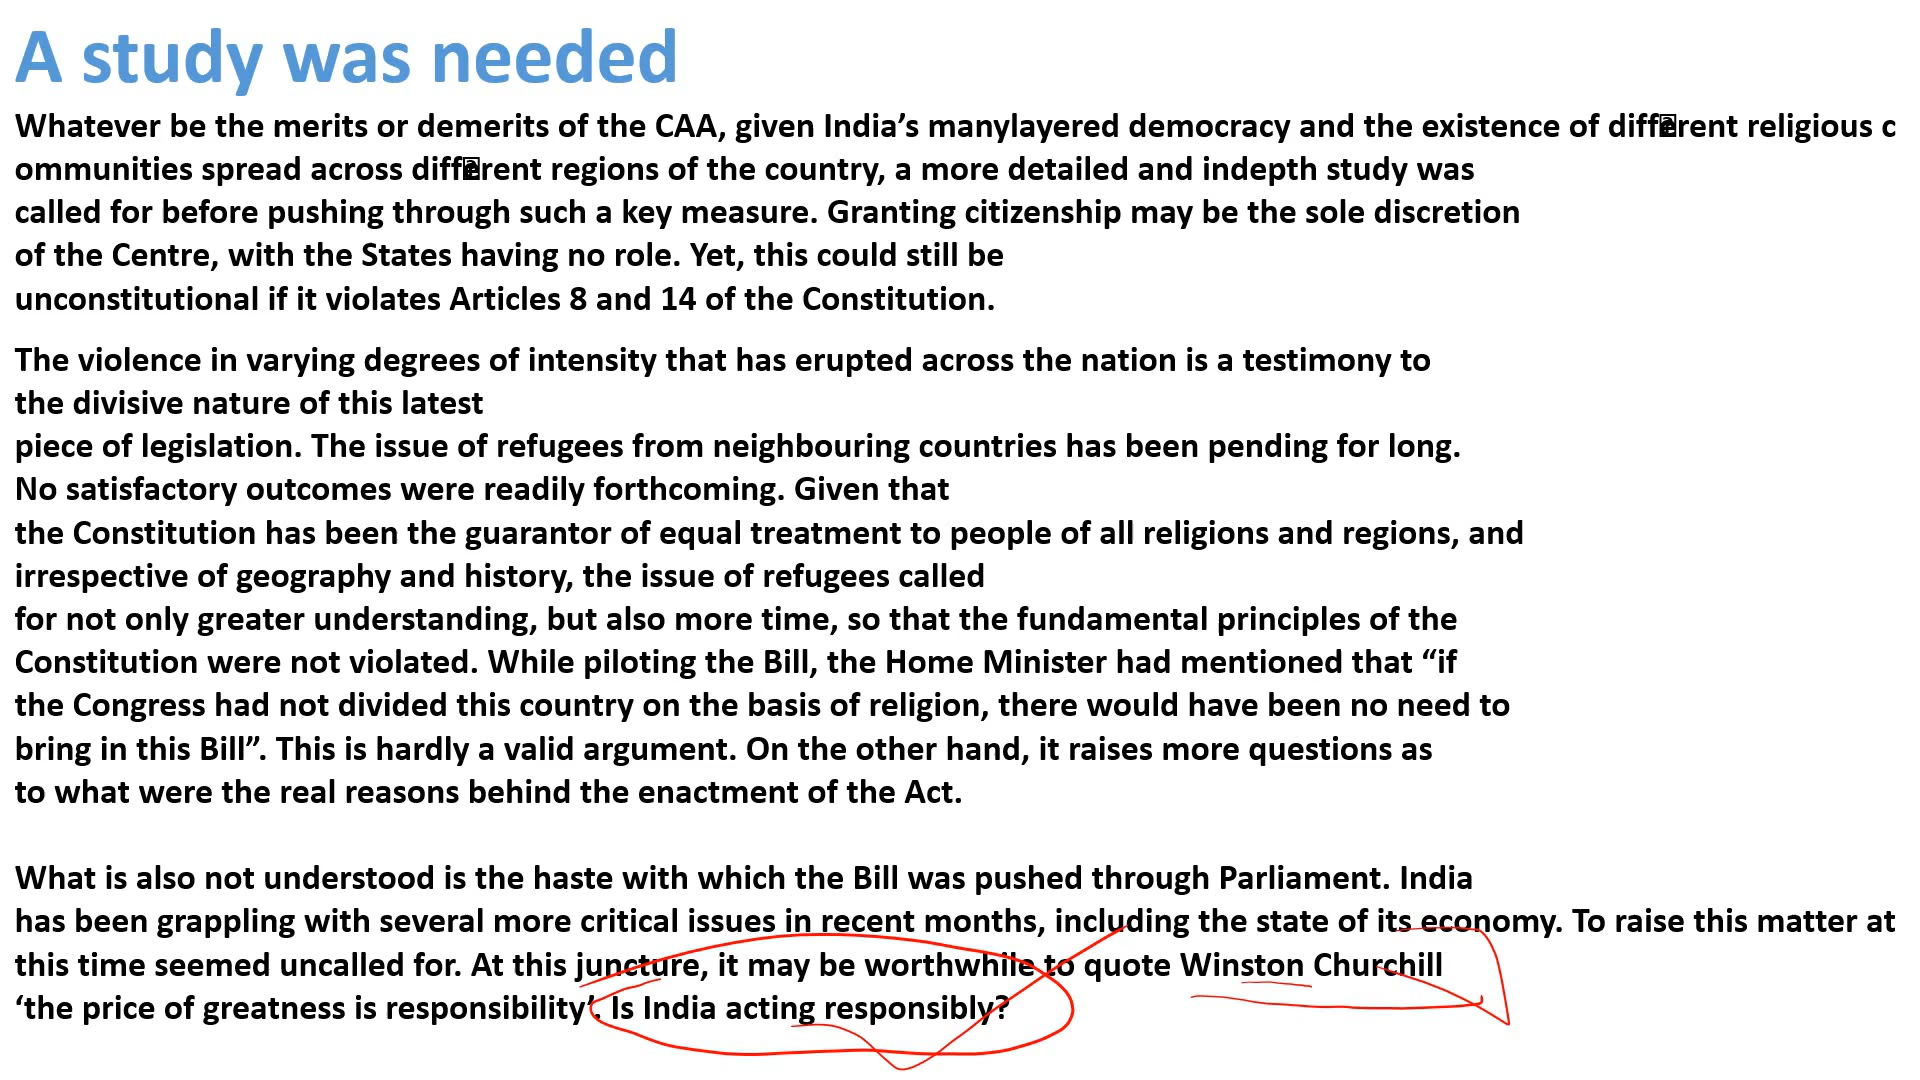 A study was needed
Whatever be the merits or demerits of the CAA, given India’s manylayered democracy and the existence of different religious c
ommunities spread across different regions of the country, a more detailed and indepth study was
called for before pushing through such a key measure. Granting citizenship may be the sole discretion
of the Centre, with the States having no role. Yet, this could still be
unconstitutional if it violates Articles 8 and 14 of the Constitution.
The violence in varying degrees of intensity that has erupted across the nation is a testimony to
the divisive nature of this latest
piece of legislation. The issue of refugees from neighbouring countries has been pending for long.
No satisfactory outcomes were readily forthcoming. Given that
the Constitution has been the guarantor of equal treatment to people of all religions and regions, and
irrespective of geography and history, the issue of refugees called
for not only greater understanding, but also more time, so that the fundamental principles of the
Constitution were not violated. While piloting the Bill, the Home Minister had mentioned that “if
the Congress had not divided this country on the basis of religion, there would have been no need to
bring in this Bill”. This is hardly a valid argument. On the other hand, it raises more questions as
to what were the real reasons behind the enactment of the Act.
What is also not understood is the haste with which the Bill was pushed through Parliament. India
has been grappling with several more critical issues in recent months, including the state of its economy. To raise this matter at
this time seemed uncalled for. At this juncture, it may be worthwhile to quote Winston Churchill
‘the price of greatness is responsibility’. Is India acting responsibly?